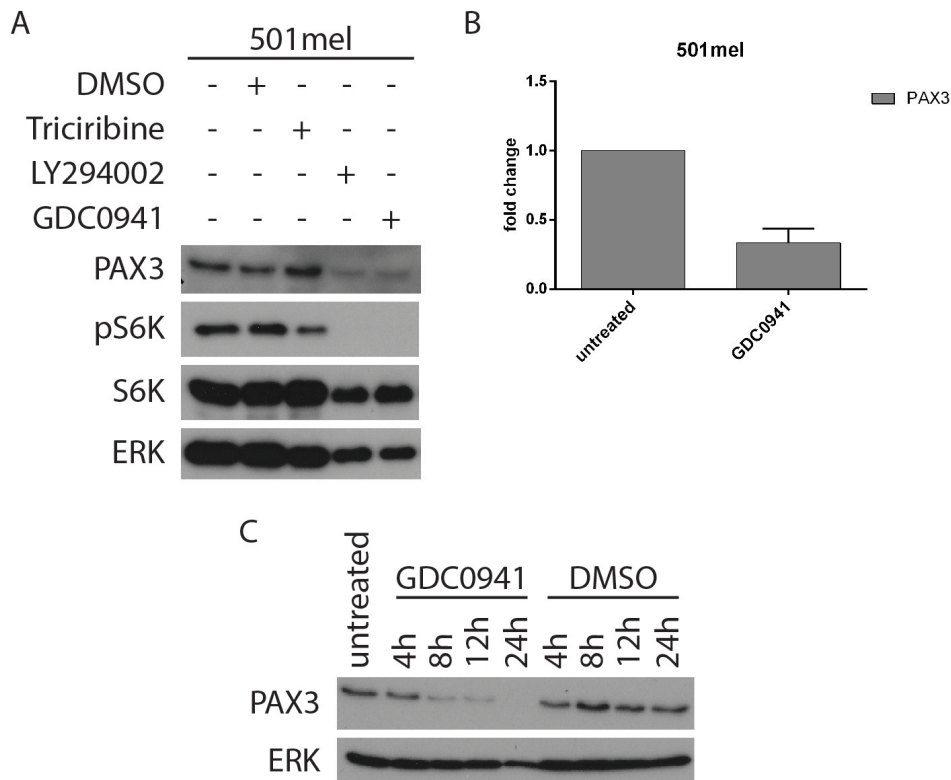 A
501mel
DMSO - + - - -
Triciribine - - + - -
LY294002 - - - + -
GDC0941 - - - - +
PAX3
pS6K
S6K
ERK
B
501mel
PAX3
fold change
1.5
1.0
0.5
0.0
untreated
GDC0941
C
untreated
GDC0941
DMSO
4h
8h
12h
24h
4h
8h
12h
24h
PAX3
ERK